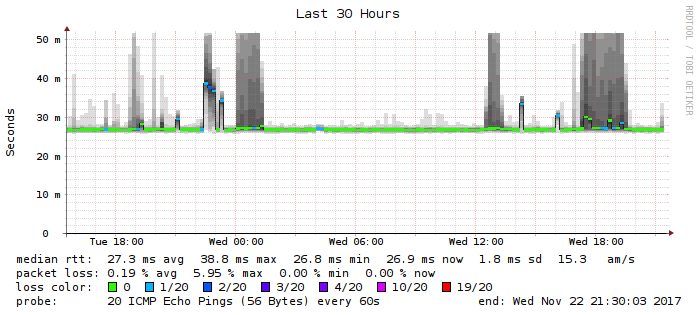 Last 30 Hours
RRDTOOL / TOBI OETIKER
Seconds
50 m
40 m
30 m
20 m
10 m
0
Tue 18:00 Wed 00:00 Wed 06:00 Wed 12:00 Wed 18:00
median rtt: 27.3 ms avg 38.8 ms max 26.8 ms min 26.9 ms now 1.8 ms sd 15.3 am/s
packet loss: 0.19 % avg 5.95 % max 0.00 % min 0.00 % now
loss color: 0 1/20 2/20 3/20 4/20 10/20 19/20
probe: 20 ICMP Echo Pings (56 Bytes) every 60s end: Wed Nov 22 21:30:03 2017